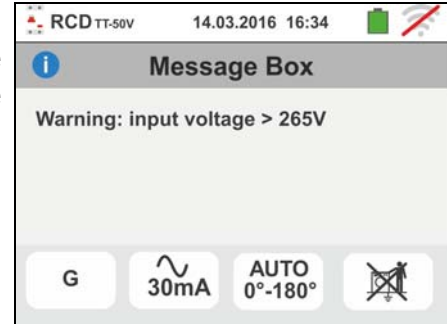 RCD TT-50V 14.03.2016 16:34
Message Box
Warning: input voltage > 265V
G
30mA
AUTO
0°-180°